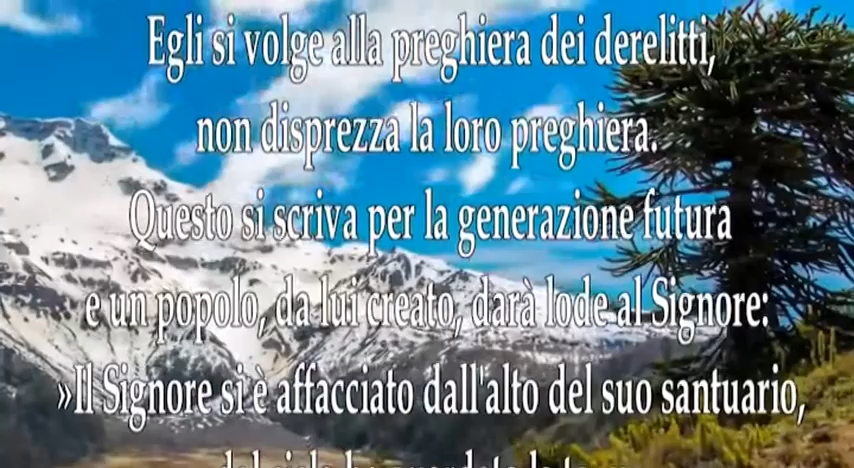 Egli si volge alla preghiera dei derelitti,
non disprezza la loro preghiera.
Questo si scriva per la generazione futura
e un popolo, da lui creato, darà lode al Signore:
»Il Signore si è affacciato dall'alto del suo santuario,